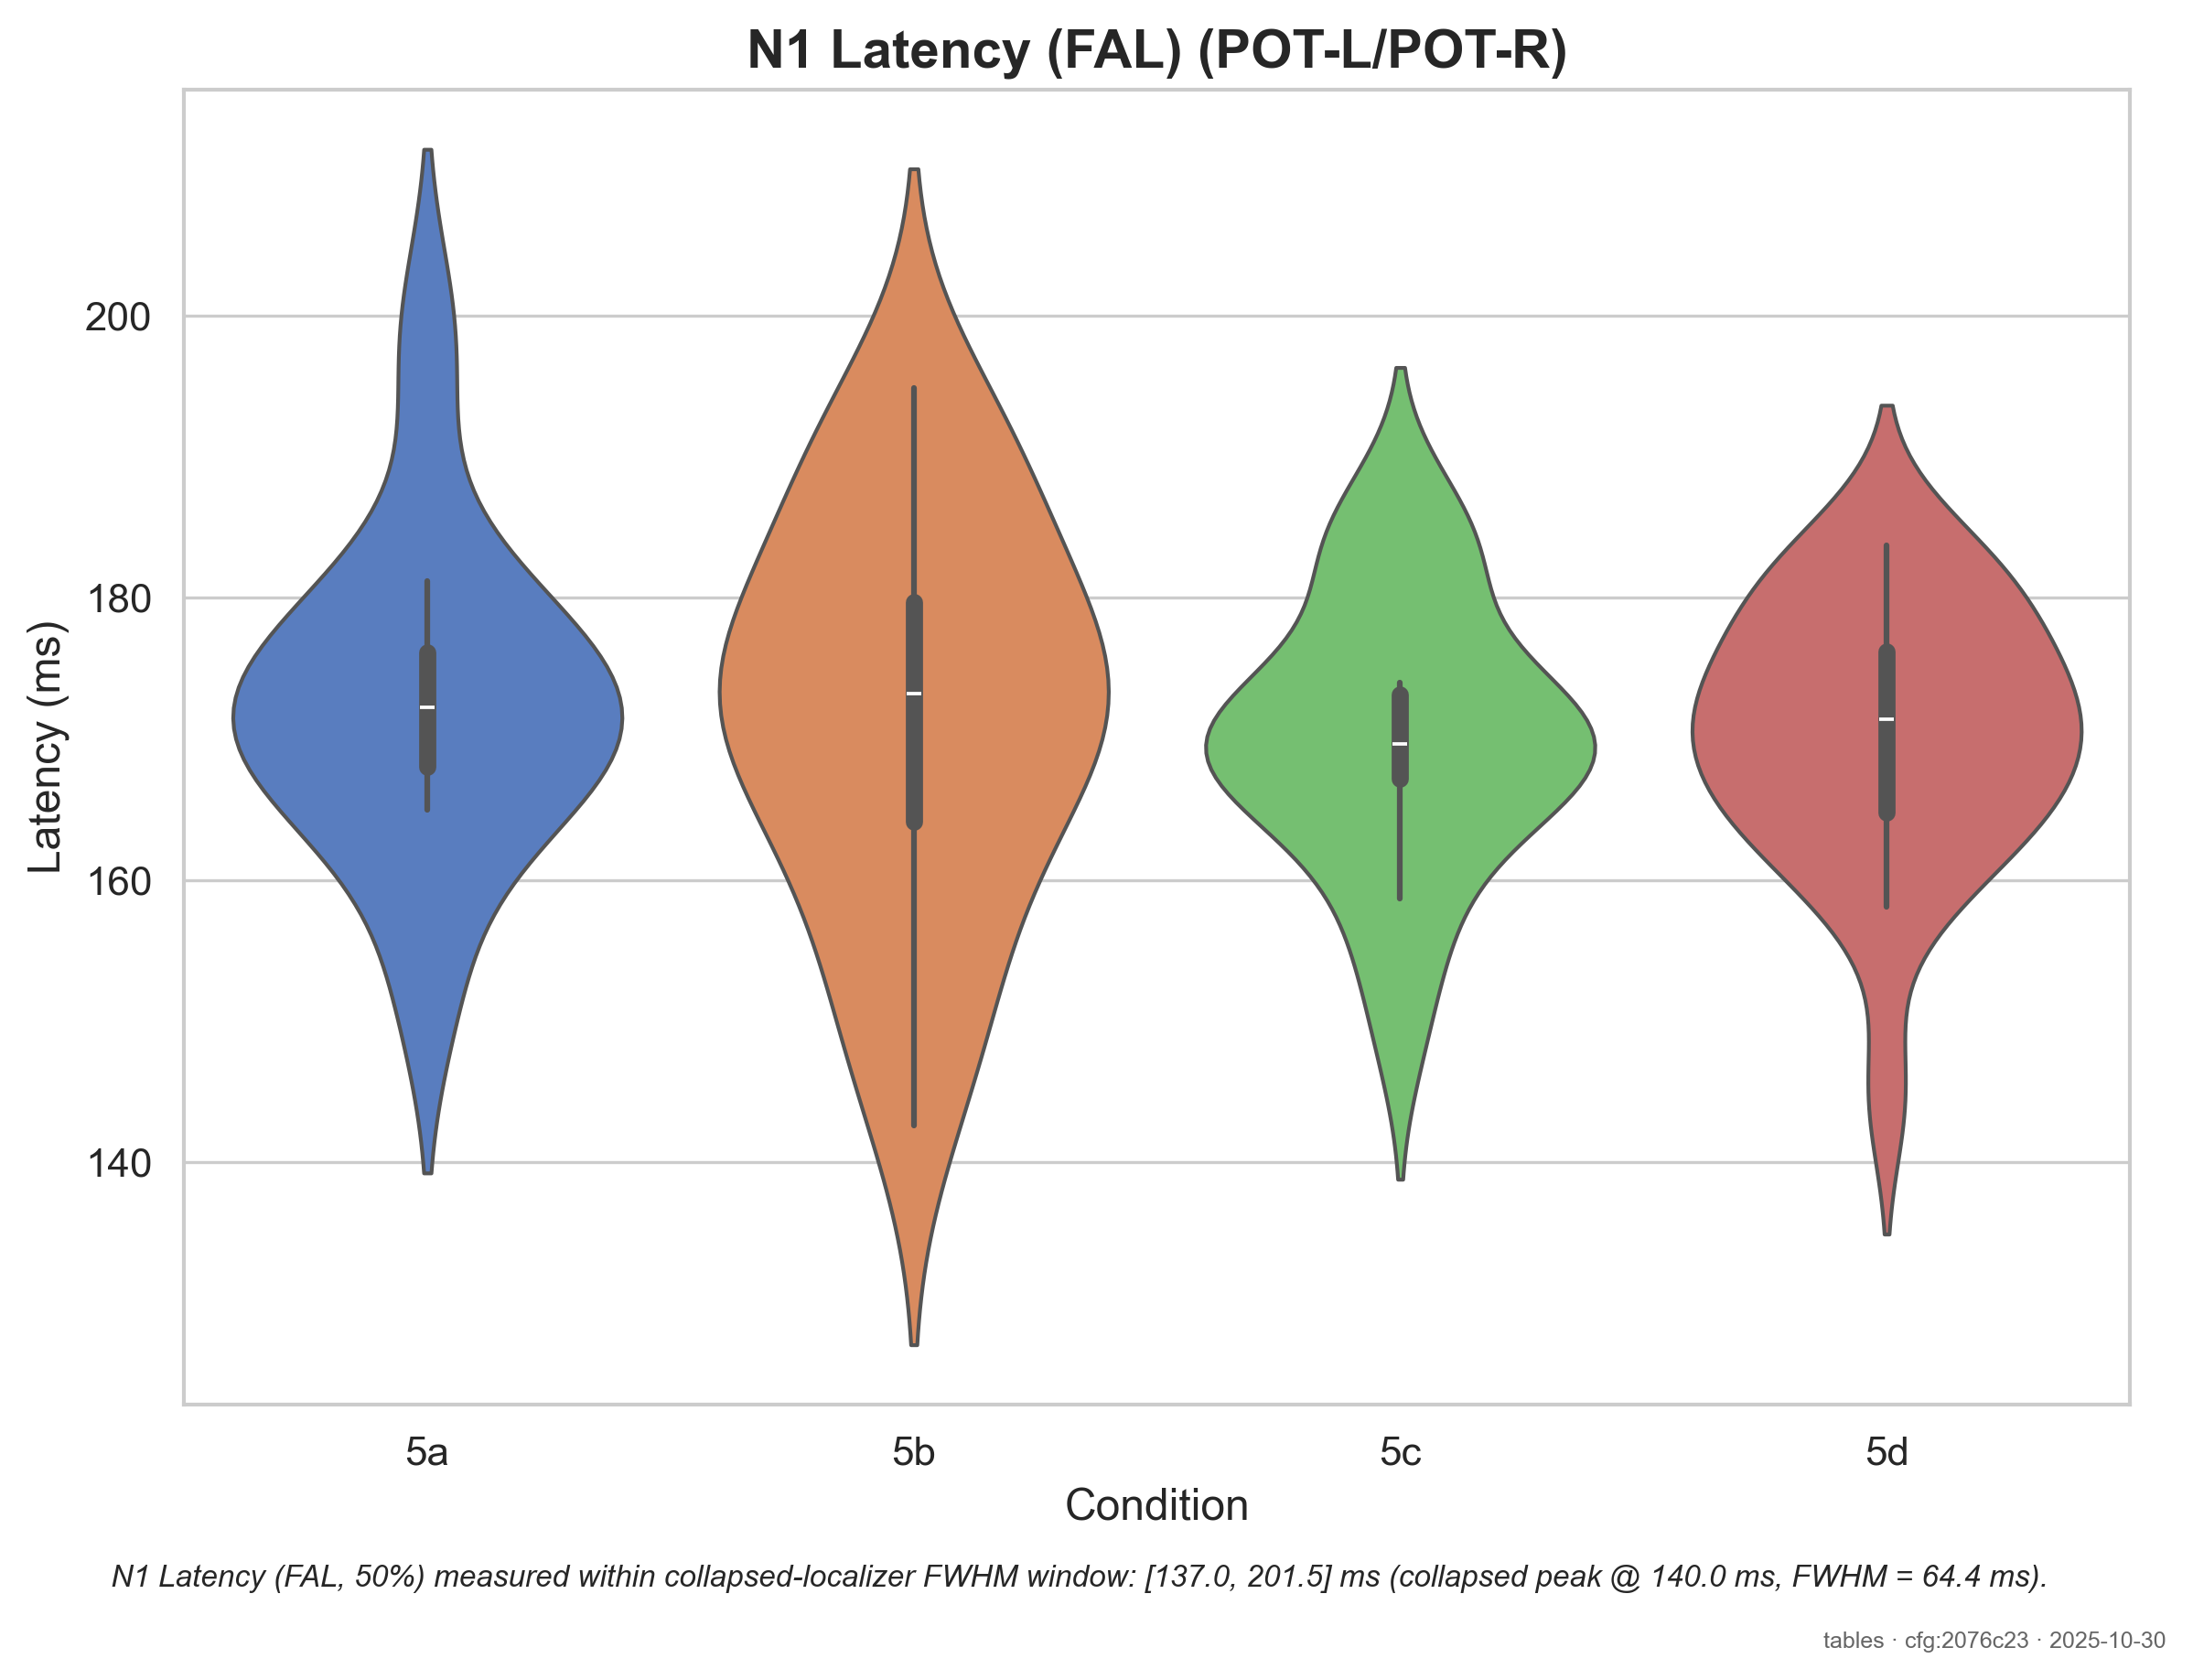 N1 Latency (FAL) (POT-L/POT-R)
Latency (ms)
200
180
160
140
5a 5b 5c 5d
Condition
N1 Latency (FAL, 50%) measured within collapsed-localizer FWHM window: [137.0, 201.5] ms (collapsed peak @ 140.0 ms, FWHM = 64.4 ms).
tables · cfg:2076c23 · 2025-10-30